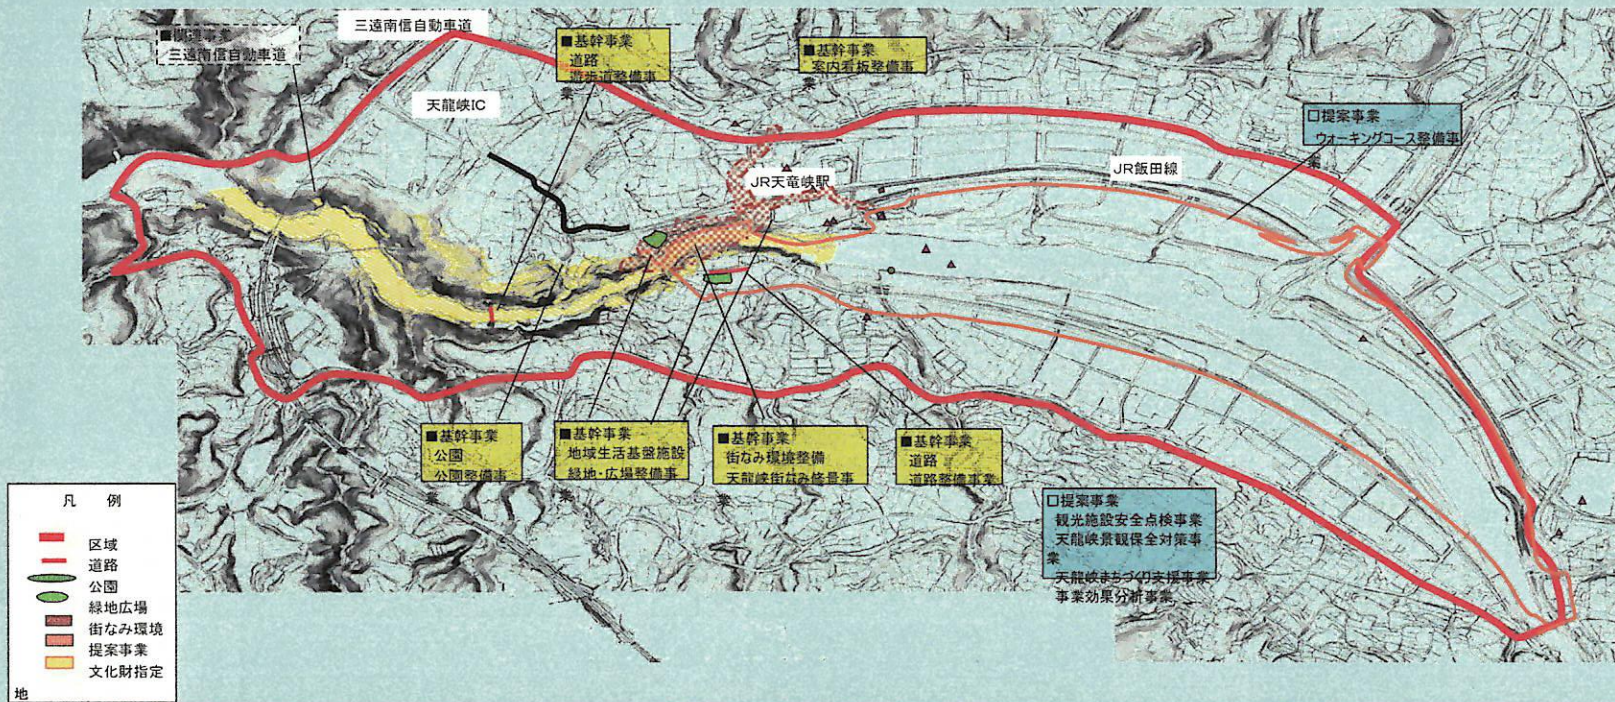 ■関連事業
三遠南信自動車道
三遠南信自動車道
天龍峡IC
■基幹事業
道路
遊歩道整備事
業
■基幹事業
案内看板整備事
業
□提案事業
ウォーキングコース整備事
業
JR飯田線
JR天竜峡駅
■基幹事業
公園
公園整備事
業
■基幹事業
地域生活基盤施設
緑地・広場整備事
業
■基幹事業
街なみ環境整備
天龍峡街なみ修景事
業
■基幹事業
道路
道路整備事業
□提案事業
観光施設安全点検事業
天龍峡景観保全対策事
業
天龍峡まちづくり支援事業
事業効果分析事業
凡 例
区域
道路
公園
緑地広場
街なみ環境
提案事業
文化財指定
地